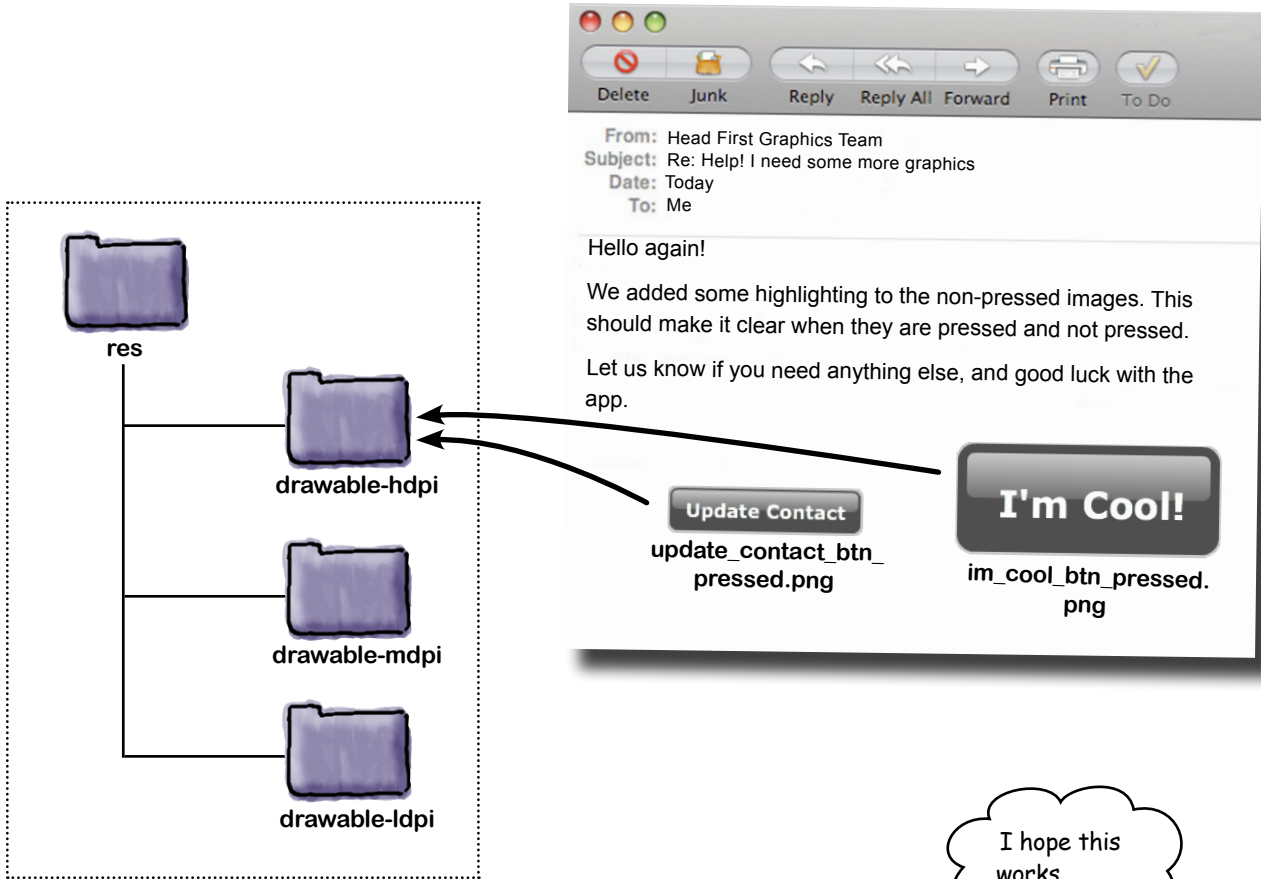 Delete Junk Reply Reply All Forward Print To Do
From: Head First Graphics Team
Subject: Re: Help! I need some more graphics
Date: Today
To: Me
Hello again!
We added some highlighting to the non-pressed images. This
should make it clear when they are pressed and not pressed.
Let us know if you need anything else, and good luck with the
app.
res
drawable-hdpi
drawable-mdpi
drawable-ldpi
Update Contact
update_contact_btn_
pressed.png
I'm Cool!
im_cool_btn_pressed.
png
I hope this
works